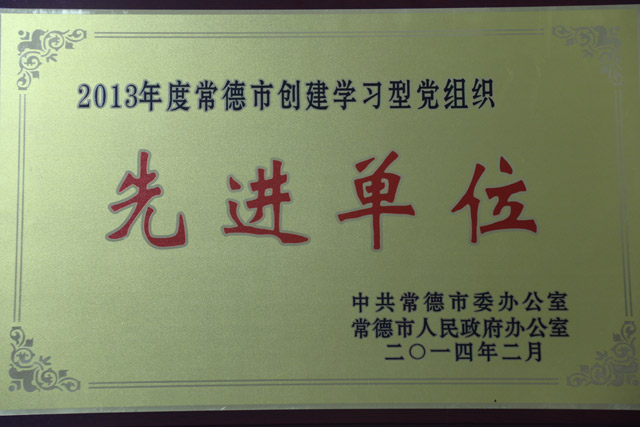 2013年度常德市创建学习型党组织
先进单位
中共常德市委办公室
常德市人民政府办公室
二〇一四年二月